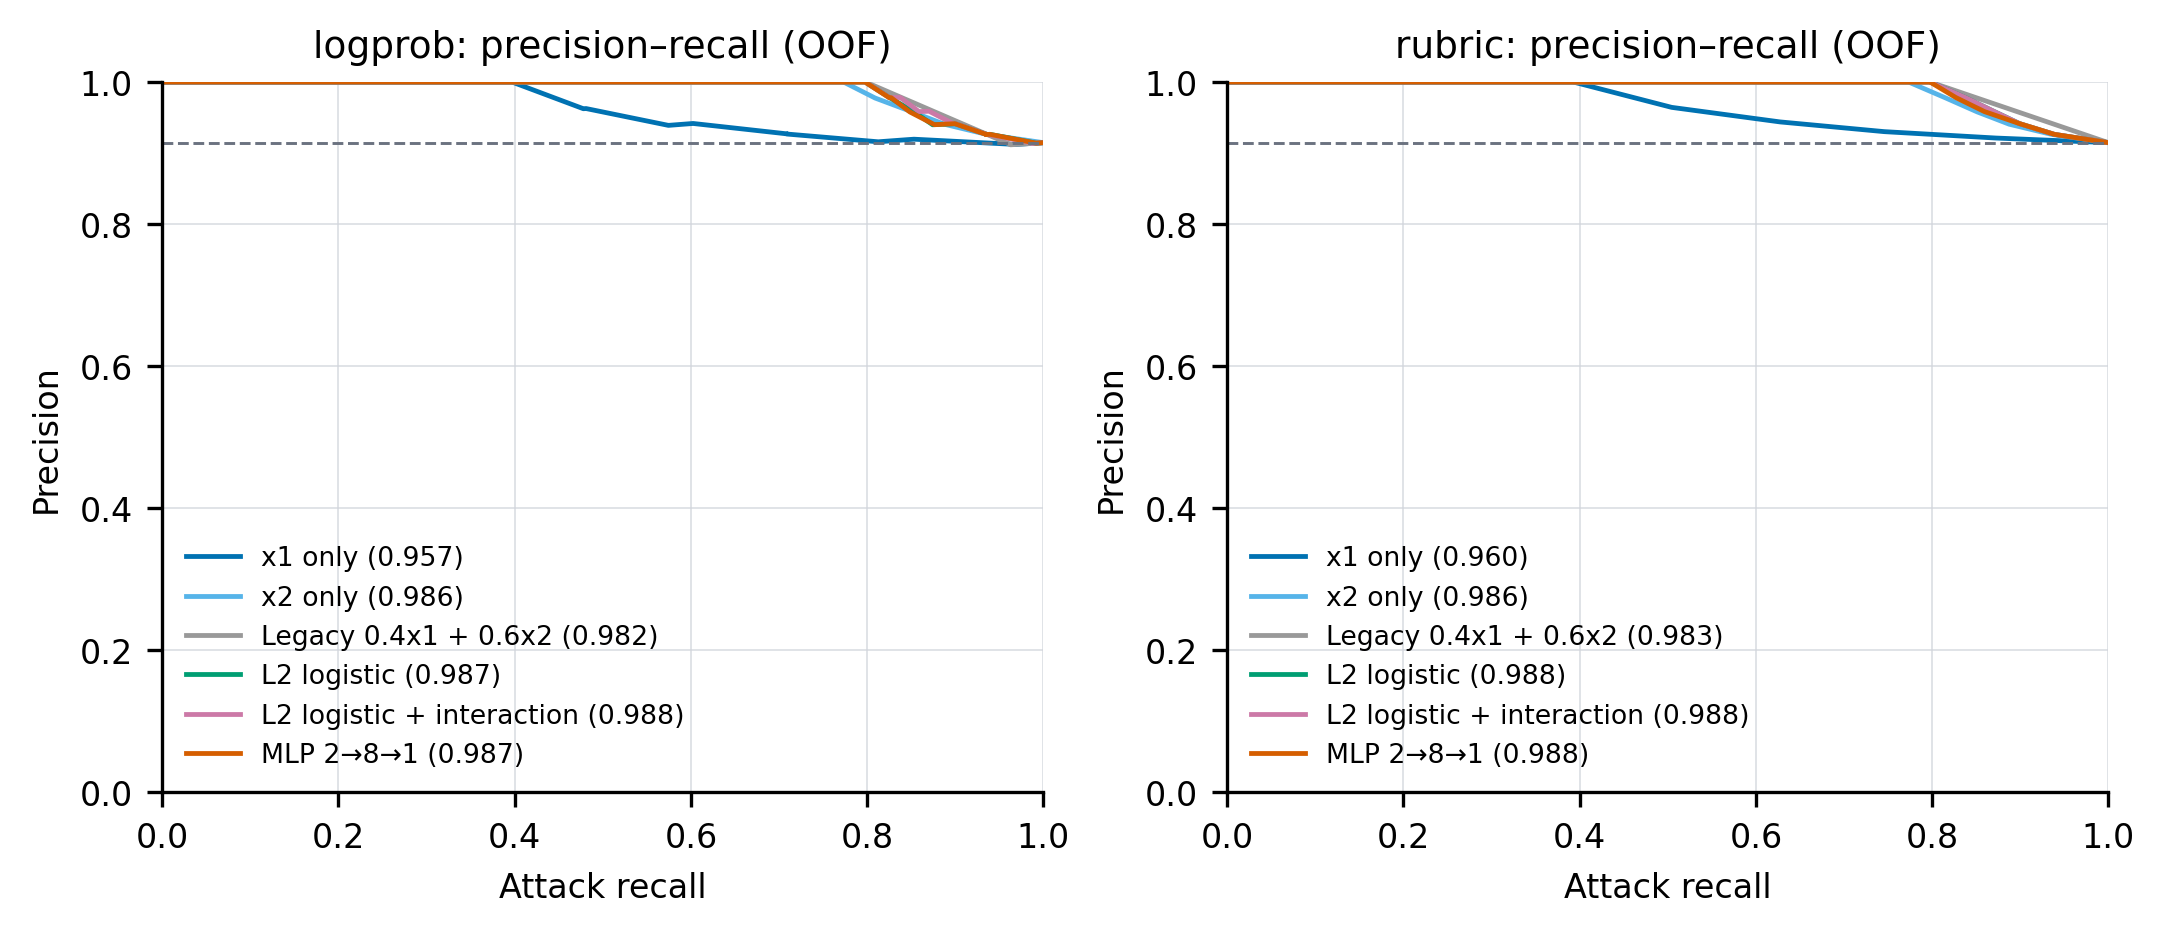 logprob: precision–recall (OOF)
1.0
0.8
0.6
0.4
0.2
0.0
Precision
x1 only (0.957)
x2 only (0.986)
Legacy 0.4x1 + 0.6x2 (0.982)
L2 logistic (0.987)
L2 logistic + interaction (0.988)
MLP 2→8→1 (0.987)
0.0 0.2 0.4 0.6 0.8 1.0
Attack recall
rubric: precision–recall (OOF)
1.0
0.8
0.6
0.4
0.2
0.0
Precision
x1 only (0.960)
x2 only (0.986)
Legacy 0.4x1 + 0.6x2 (0.983)
L2 logistic (0.988)
L2 logistic + interaction (0.988)
MLP 2→8→1 (0.988)
0.0 0.2 0.4 0.6 0.8 1.0
Attack recall